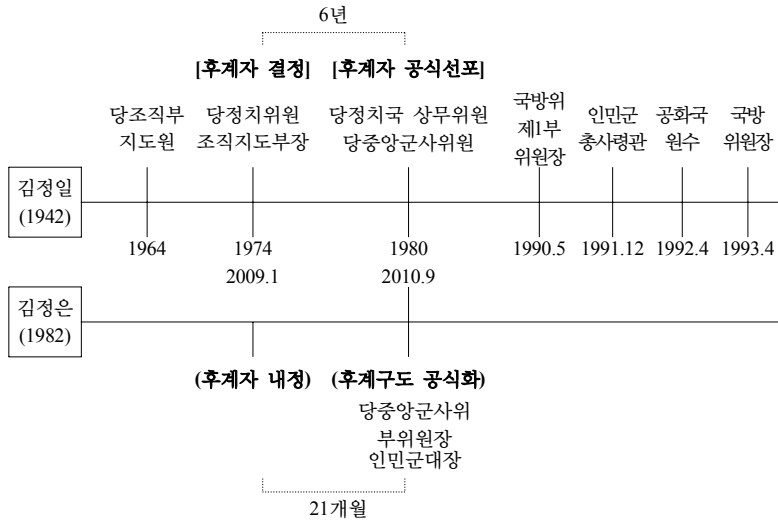 6년
[후계자 결정] [후계자 공식선포]
당조직부
지도원
당정치위원
조직지도부장
당정치국 상무위원
당중앙군사위원
국방위
제1부
위원장
인민군
총사령관
공화국
원수
국방
위원장
김정일
(1942)
1964 1974 1980 1990.5 1991.12 1992.4 1993.4
2009.1 2010.9
김정은
(1982)
(후계자 내정) (후계구도 공식화)
당중앙군사위
부위원장
인민군대장
21개월